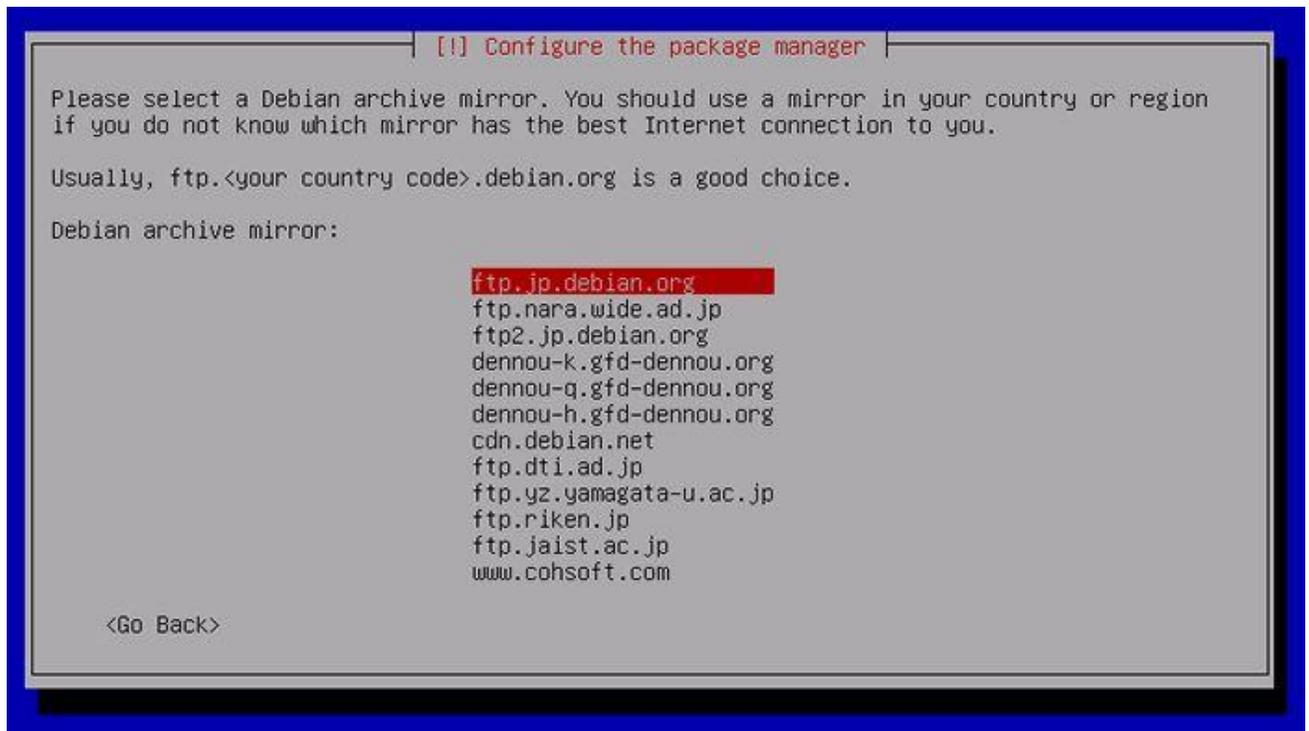 [!] Configure the package manager
Please select a Debian archive mirror. You should use a mirror in your country or region
if you do not know which mirror has the best Internet connection to you.
Usually, ftp.<your country code>.debian.org is a good choice.
Debian archive mirror:
ftp.jp.debian.org
ftp.nara.wide.ad.jp
ftp2.jp.debian.org
dennou-k.gfd-dennou.org
dennou-q.gfd-dennou.org
dennou-h.gfd-dennou.org
cdn.debian.net
ftp.dti.ad.jp
ftp.yz.yamagata-u.ac.jp
ftp.riken.jp
ftp.jaist.ac.jp
www.cohsoft.com
<Go Back>